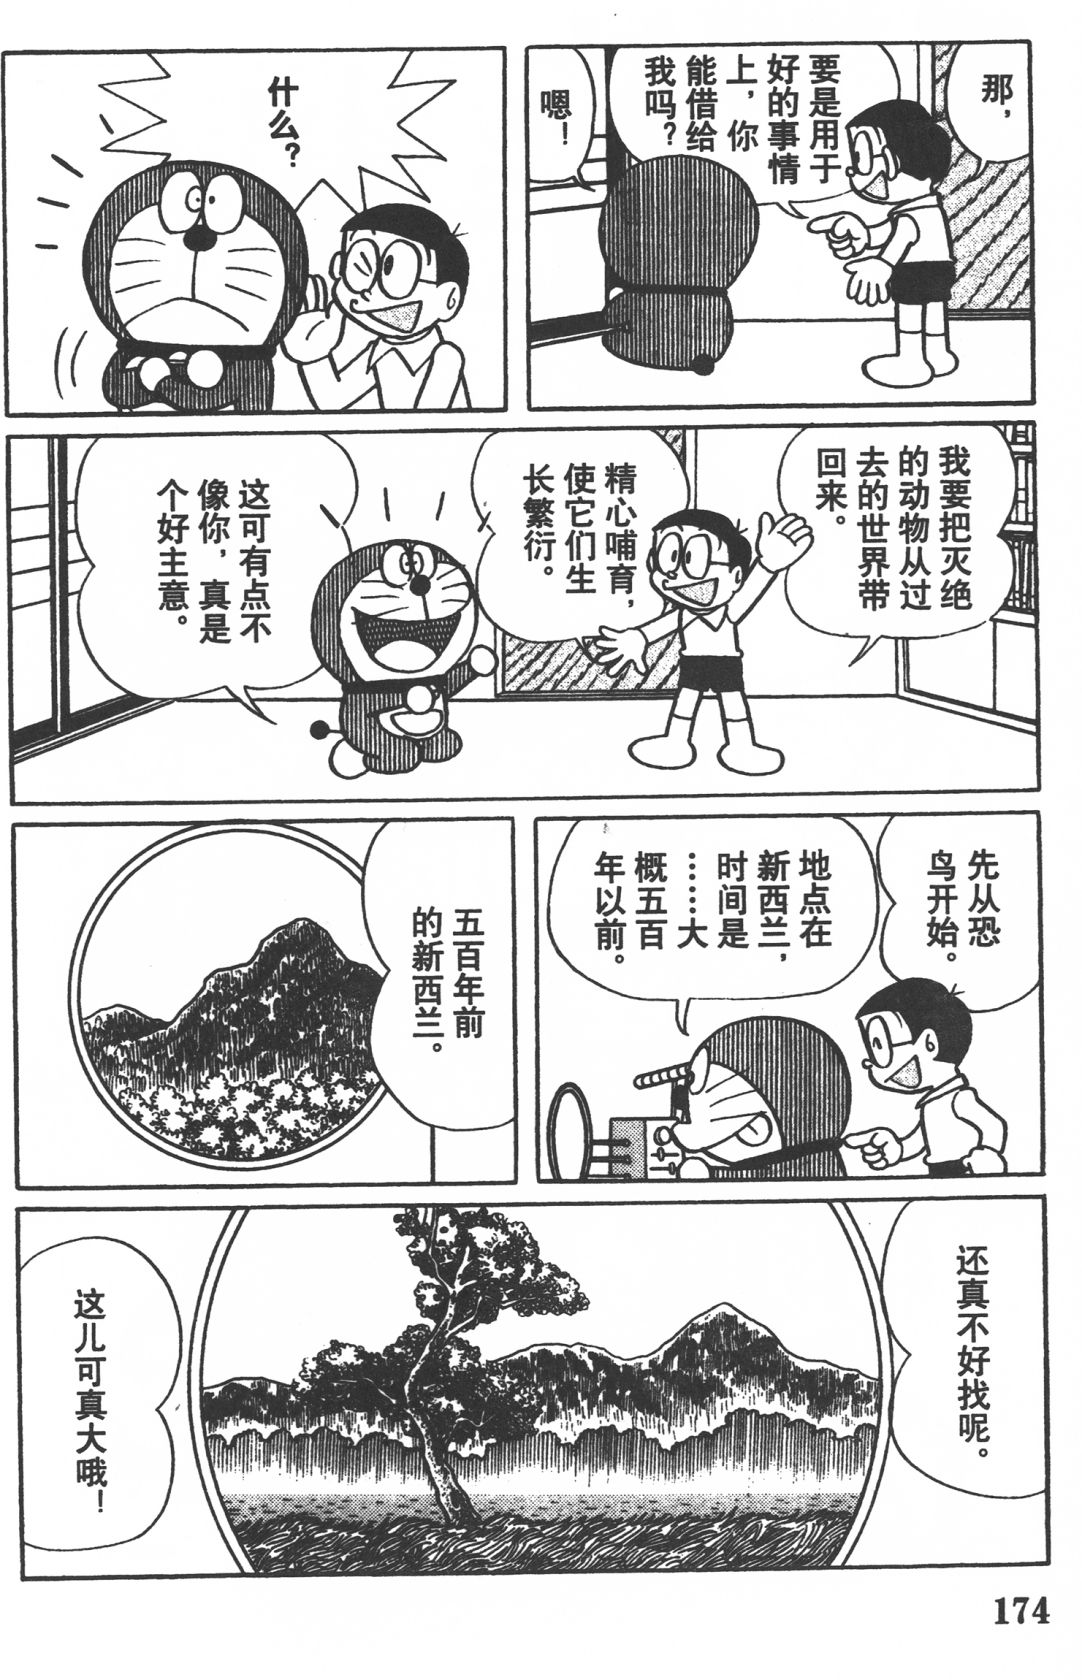 那，
要是用于
好的事情
上，你
能借给
我吗？
嗯！
什么？
我要把灭绝
的动物从过
去的世界带
回来。
精心哺育，
使它们生
长繁衍。
这可有点不
像你，真是
个好主意。
先从恐
鸟开始。
地点在
新西兰，
时间是
……大
概五百
年以前。
五百年前
的新西兰。
还真不好找呢。
这儿可真大哦！
174